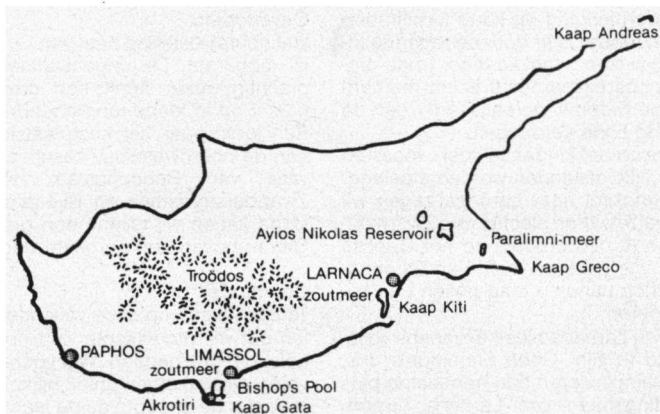 Kaap Andreas
Ayios Nikolas Reservoir
Paralimni-meer
Troödos
LARNACA
zoutmeer
Kaap Greco
Kaap Kiti
PAPHOS
LIMASSOL
zoutmeer
Bishop's Pool
Akrotiri
Kaap Gata